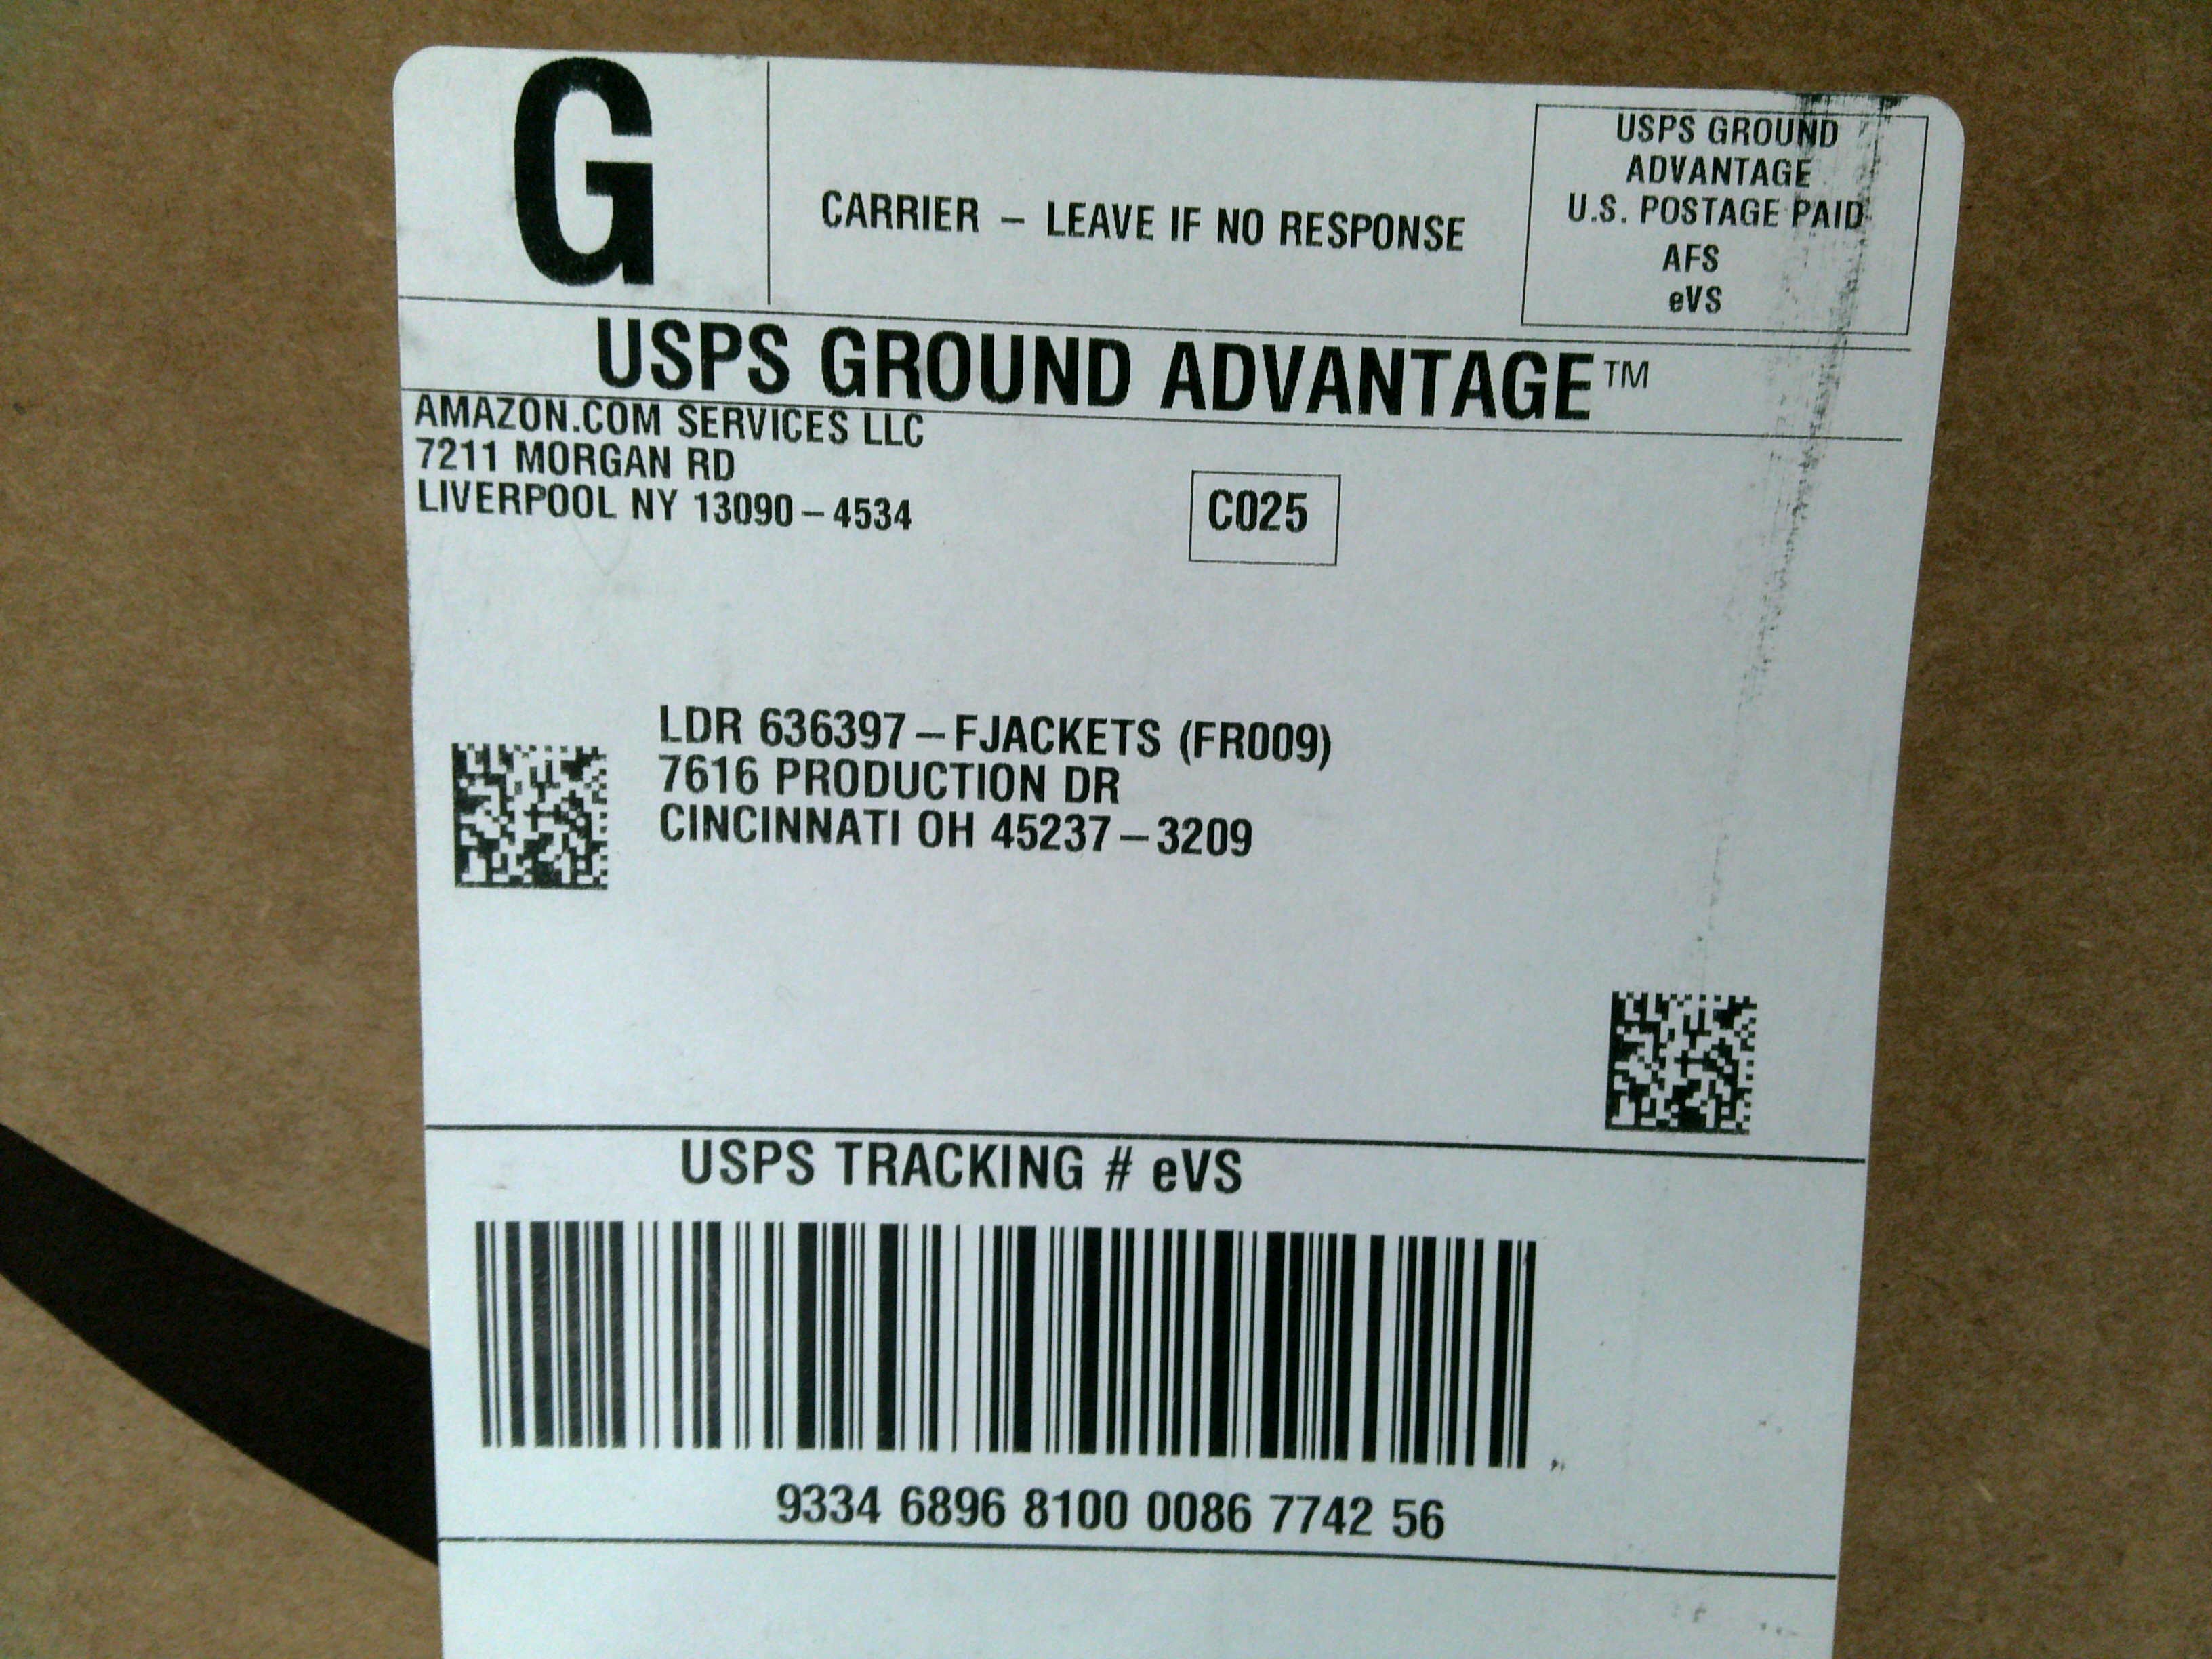 G
CARRIER – LEAVE IF NO RESPONSE
USPS GROUND
ADVANTAGE
U.S. POSTAGE PAID
AFS
eVS
USPS GROUND ADVANTAGE™
AMAZON.COM SERVICES LLC
7211 MORGAN RD
LIVERPOOL NY 13090–4534
C025
LDR 636397–FJACKETS (FR009)
7616 PRODUCTION DR
CINCINNATI OH 45237–3209
USPS TRACKING # eVS
9334 6896 8100 0086 7742 56